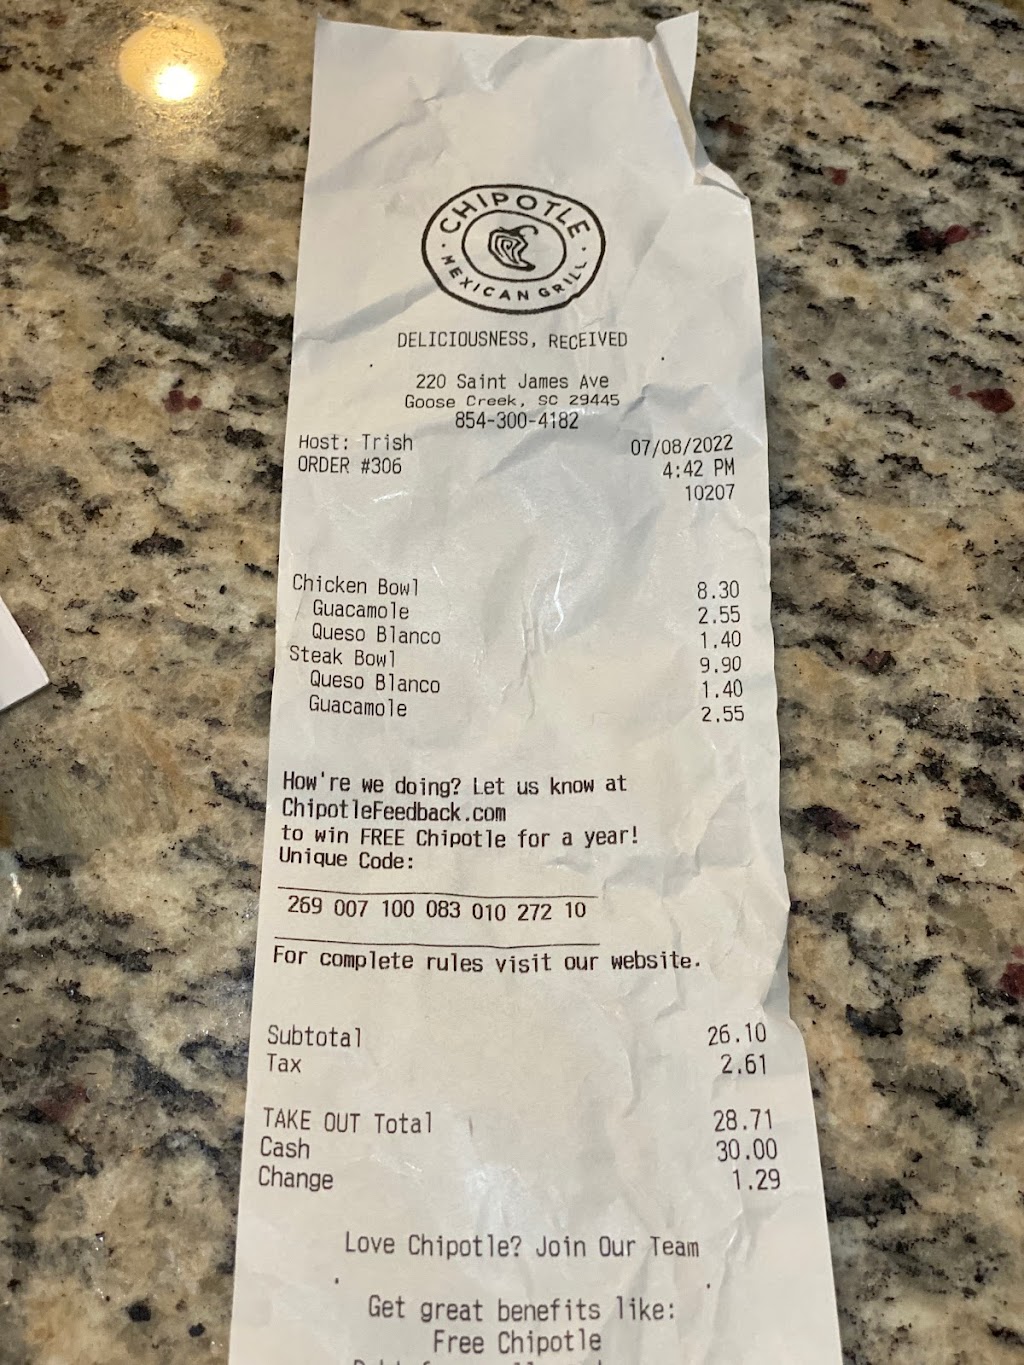 CHIPOTLE
MEXICAN GRILL
DELICIOUSNESS, RECEIVED
220 Saint James Ave
Goose Creek, SC 29445
854-300-4182
Host: Trish 07/08/2022
ORDER #306 4:42 PM
10207
Chicken Bowl 8.30
Guacamole 2.55
Queso Blanco 1.40
Steak Bowl 9.90
Queso Blanco 1.40
Guacamole 2.55
How're we doing? Let us know at
ChipotleFeedback.com
to win FREE Chipotle for a year!
Unique Code:
269 007 100 083 010 272 10
For complete rules visit our website.
Subtotal 26.10
Tax 2.61
TAKE OUT Total 28.71
Cash 30.00
Change 1.29
Love Chipotle? Join Our Team
Get great benefits like:
Free Chipotle